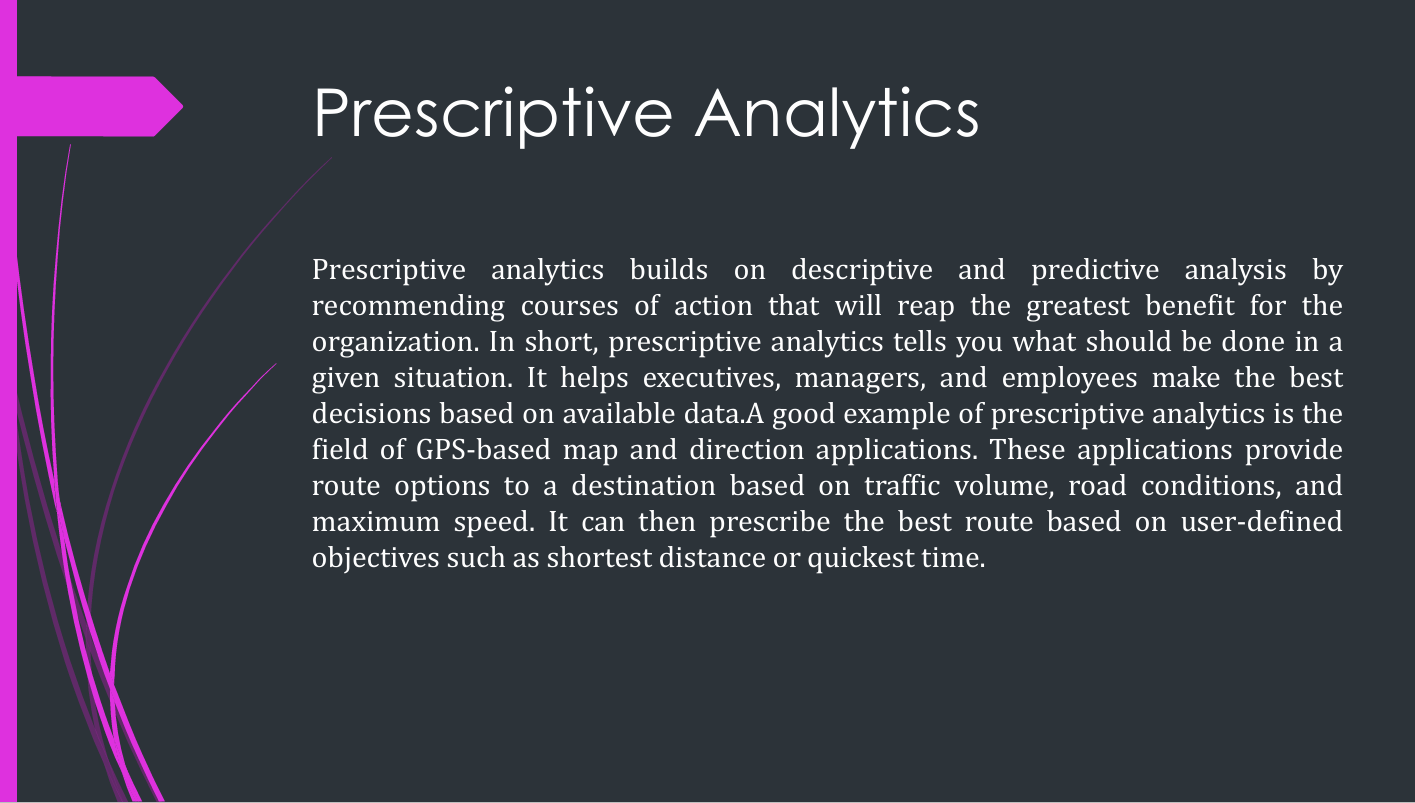 Prescriptive Analytics
Prescriptive analytics builds on descriptive and predictive analysis by
recommending courses of action that will reap the greatest benefit for the
organization. In short, prescriptive analytics tells you what should be done in a
given situation. It helps executives, managers, and employees make the best
decisions based on available data.A good example of prescriptive analytics is the
field of GPS-based map and direction applications. These applications provide
route options to a destination based on traffic volume, road conditions, and
maximum speed. It can then prescribe the best route based on user-defined
objectives such as shortest distance or quickest time.